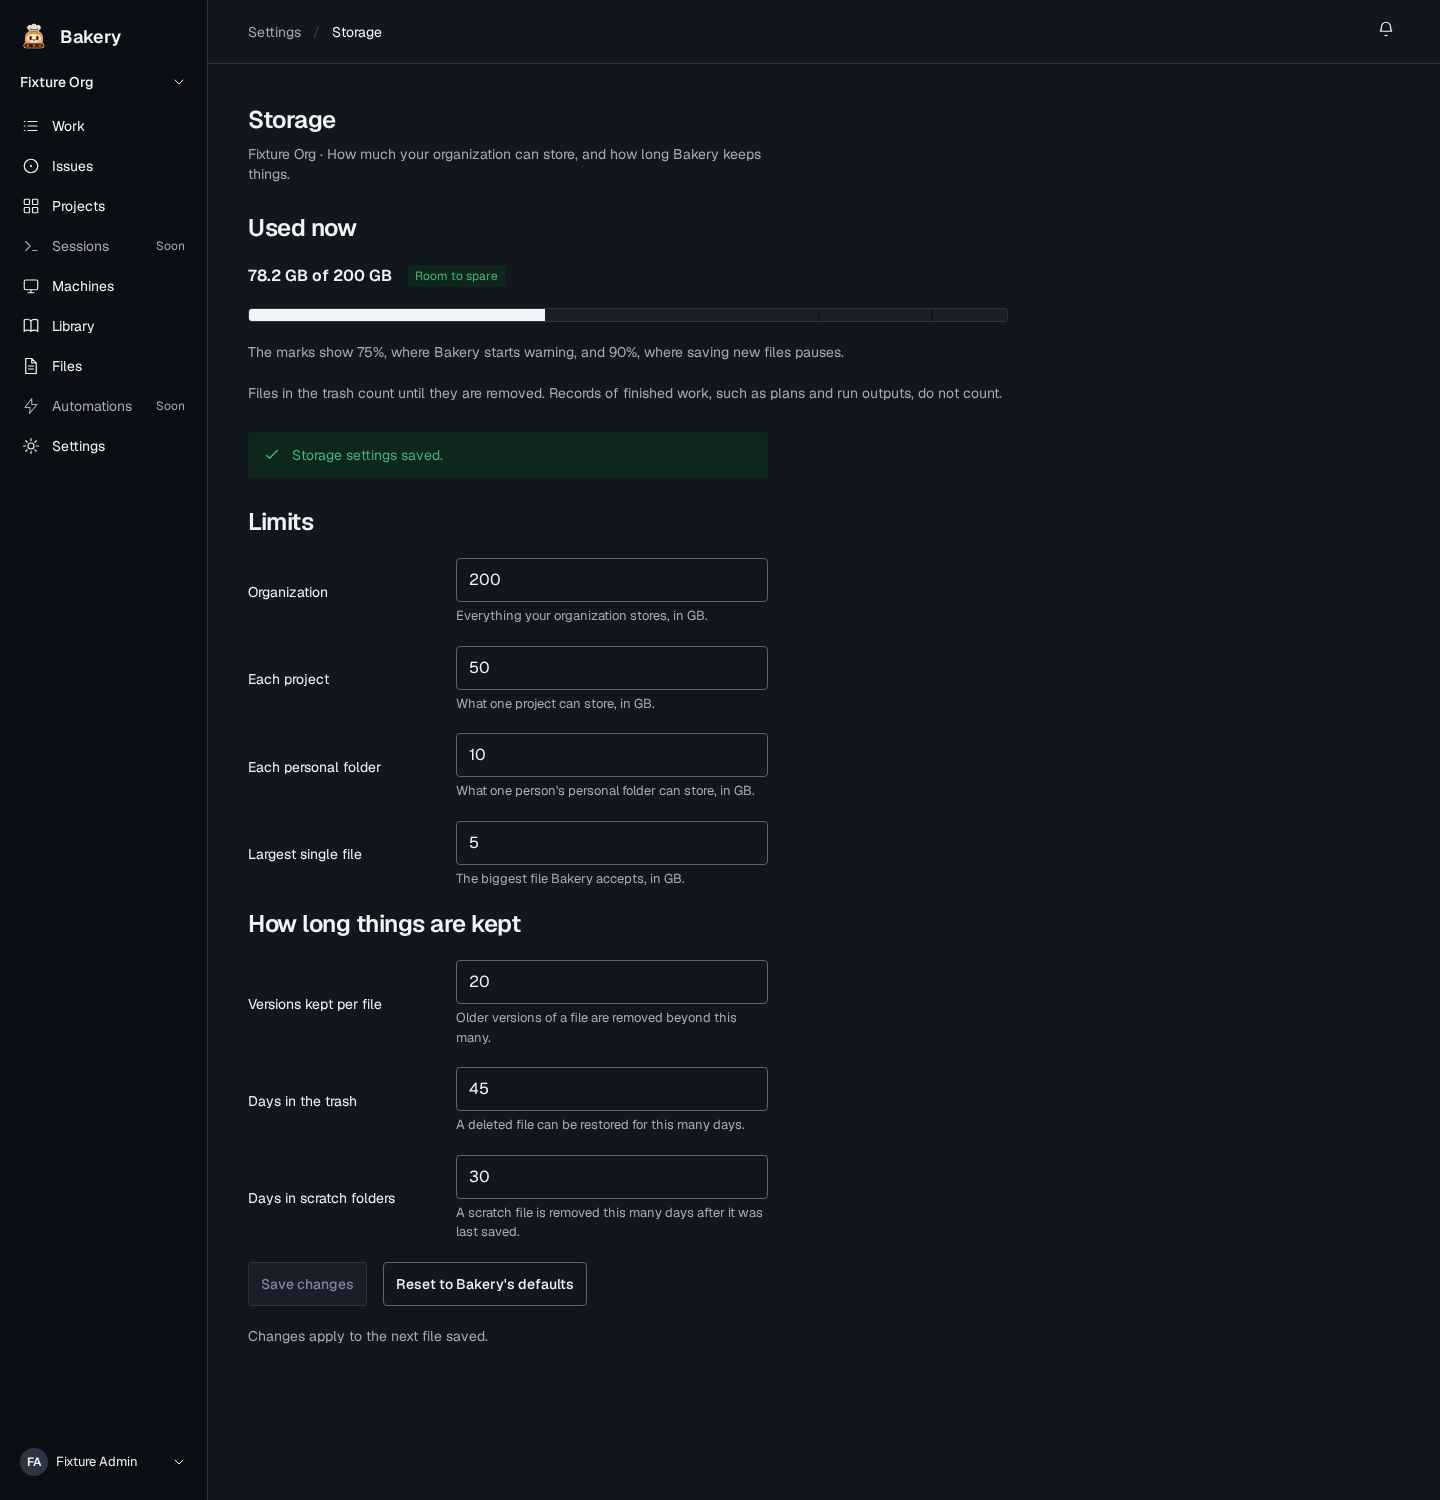 Bakery
Settings / Storage
Fixture Org
Work
Issues
Projects
Sessions Soon
Machines
Library
Files
Automations Soon
Settings
Storage
Fixture Org · How much your organization can store, and how long Bakery keeps
things.
Used now
78.2 GB of 200 GB Room to spare
The marks show 75%, where Bakery starts warning, and 90%, where saving new files pauses.
Files in the trash count until they are removed. Records of finished work, such as plans and run outputs, do not count.
Storage settings saved.
Limits
Organization
200
Everything your organization stores, in GB.
Each project
50
What one project can store, in GB.
Each personal folder
10
What one person's personal folder can store, in GB.
Largest single file
5
The biggest file Bakery accepts, in GB.
How long things are kept
Versions kept per file
20
Older versions of a file are removed beyond this
many.
Days in the trash
45
A deleted file can be restored for this many days.
Days in scratch folders
30
A scratch file is removed this many days after it was
last saved.
Save changes Reset to Bakery's defaults
Changes apply to the next file saved.
FA Fixture Admin